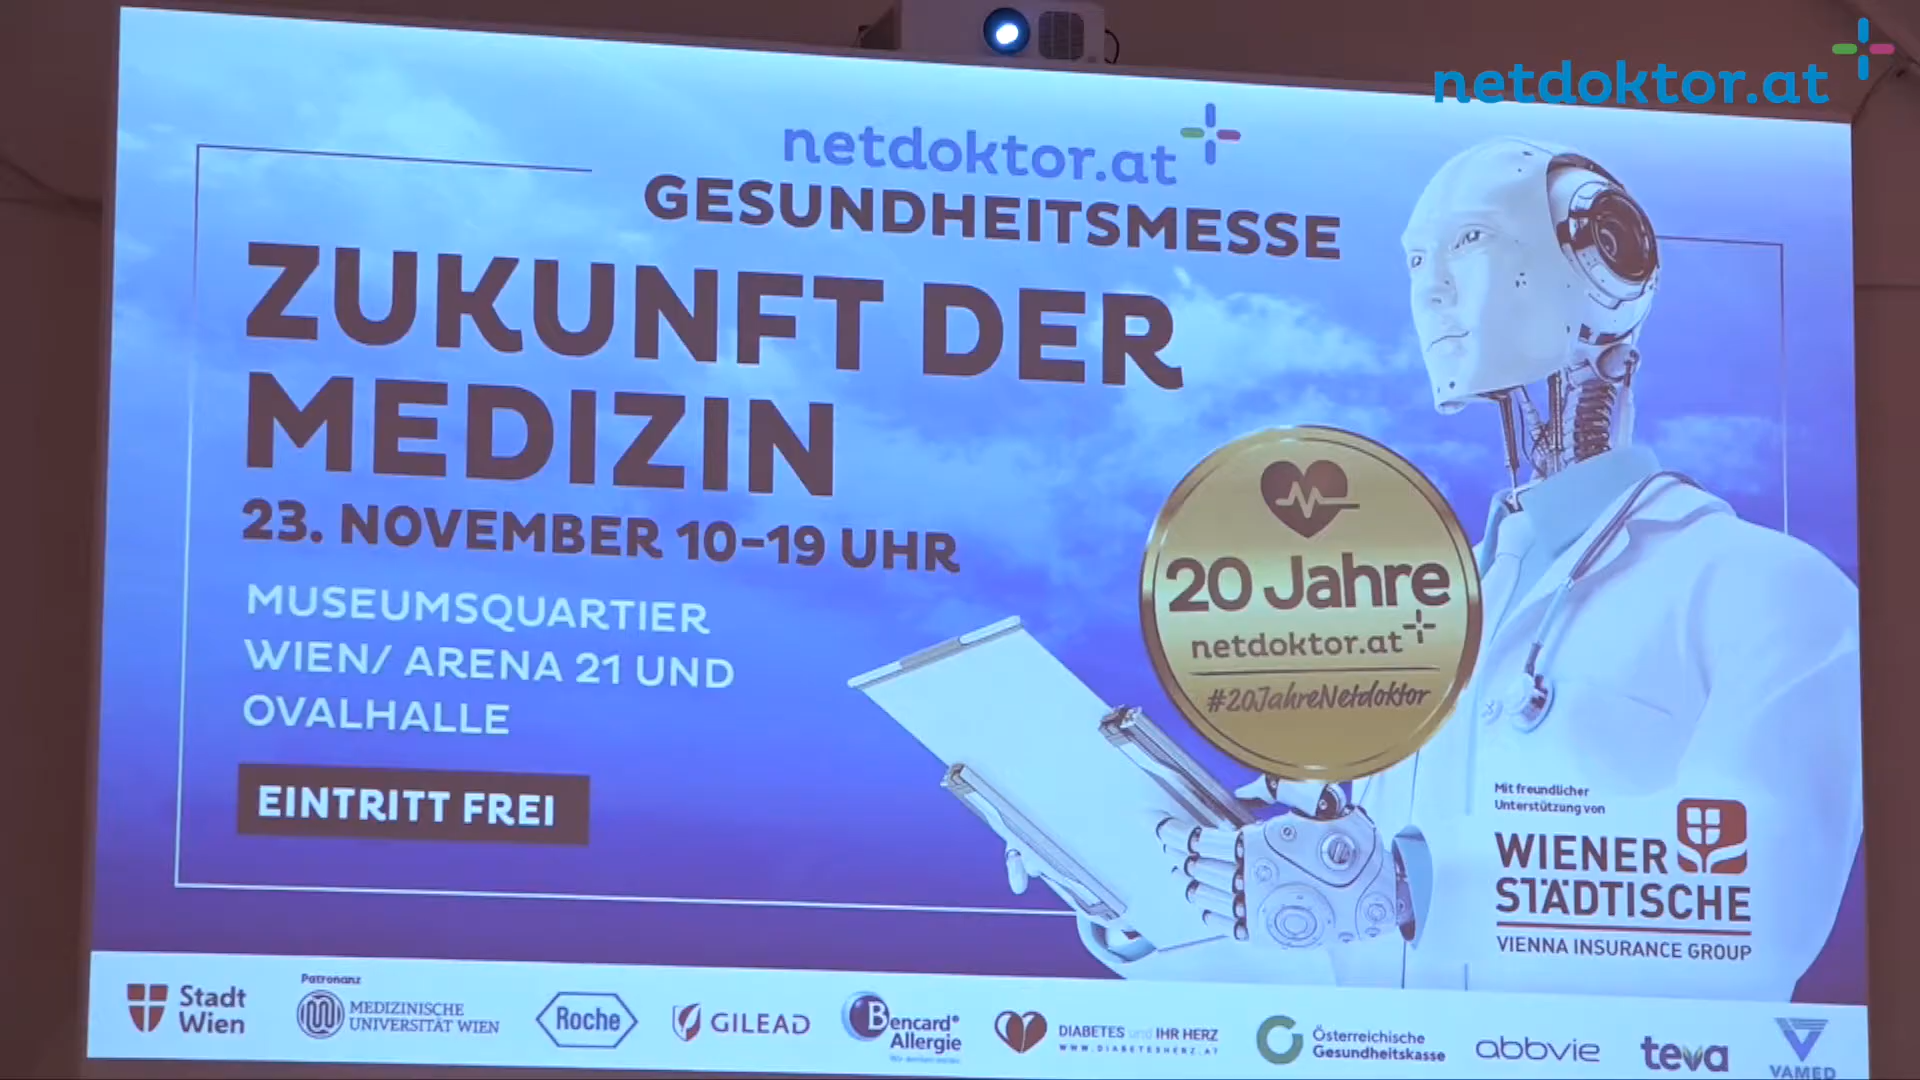 netdoktor.at
netdoktor.at
GESUNDHEITSMESSE
ZUKUNFT DER
MEDIZIN
23. NOVEMBER 10-19 UHR
MUSEUMSQUARTIER
WIEN/ ARENA 21 UND
OVALHALLE
EINTRITT FREI
20 Jahre
netdoktor.at
#20JahreNetdoktor
Mit freundlicher
Unterstützung von
WIENER
STÄDTISCHE
VIENNA INSURANCE GROUP
Stadt
Wien
Patronanz
MEDIZINISCHE
UNIVERSITÄT WIEN
Roche
GILEAD
Bencard®
Allergie
DIABETES und IHR HERZ
WWW.DIABETESHERZ.AT
Österreichische
Gesundheitskasse
abbvie
teva
VAMED